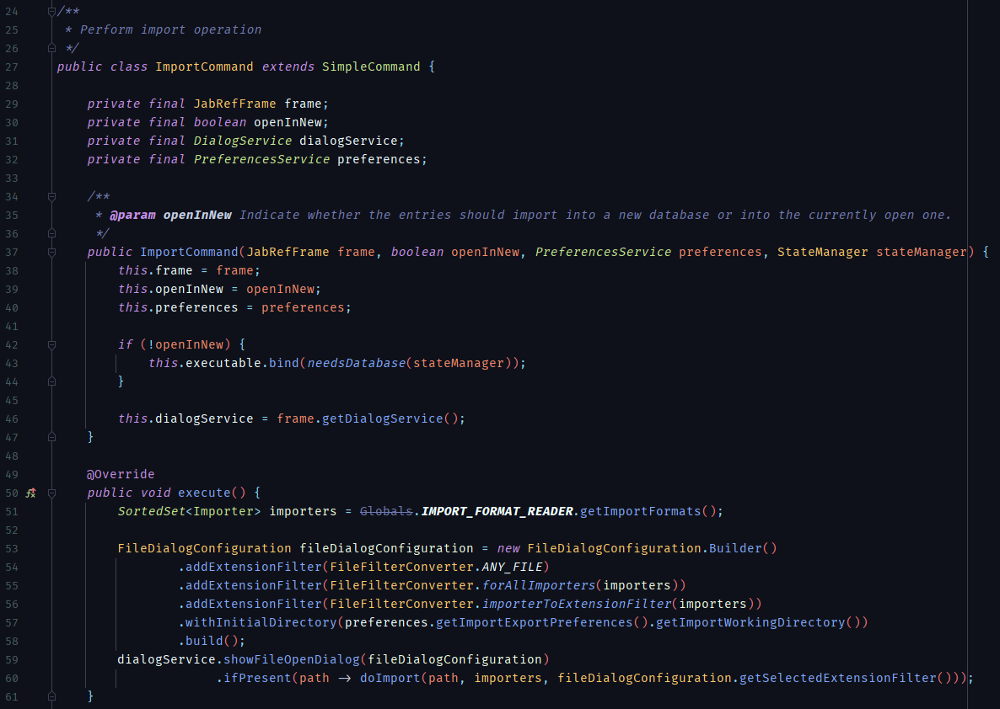 24 /**
25  * Perform import operation
26  */
27 public class ImportCommand extends SimpleCommand {
28
29     private final JabRefFrame frame;
30     private final boolean openInNew;
31     private final DialogService dialogService;
32     private final PreferencesService preferences;
33
34     /**
35      * @param openInNew Indicate whether the entries should import into a new database or into the currently open one.
36      */
37     public ImportCommand(JabRefFrame frame, boolean openInNew, PreferencesService preferences, StateManager stateManager) {
38         this.frame = frame;
39         this.openInNew = openInNew;
40         this.preferences = preferences;
41
42         if (!openInNew) {
43             this.executable.bind(needsDatabase(stateManager));
44         }
45
46         this.dialogService = frame.getDialogService();
47     }
48
49     @Override
50     public void execute() {
51         SortedSet<Importer> importers = Globals.IMPORT_FORMAT_READER.getImportFormats();
52
53         FileDialogConfiguration fileDialogConfiguration = new FileDialogConfiguration.Builder()
54                 .addExtensionFilter(FileFilterConverter.ANY_FILE)
55                 .addExtensionFilter(FileFilterConverter.forAllImporters(importers))
56                 .addExtensionFilter(FileFilterConverter.importerToExtensionFilter(importers))
57                 .withInitialDirectory(preferences.getImportExportPreferences().getImportWorkingDirectory())
58                 .build();
59         dialogService.showFileOpenDialog(fileDialogConfiguration)
60                      .ifPresent(path -> doImport(path, importers, fileDialogConfiguration.getSelectedExtensionFilter()));
61     }